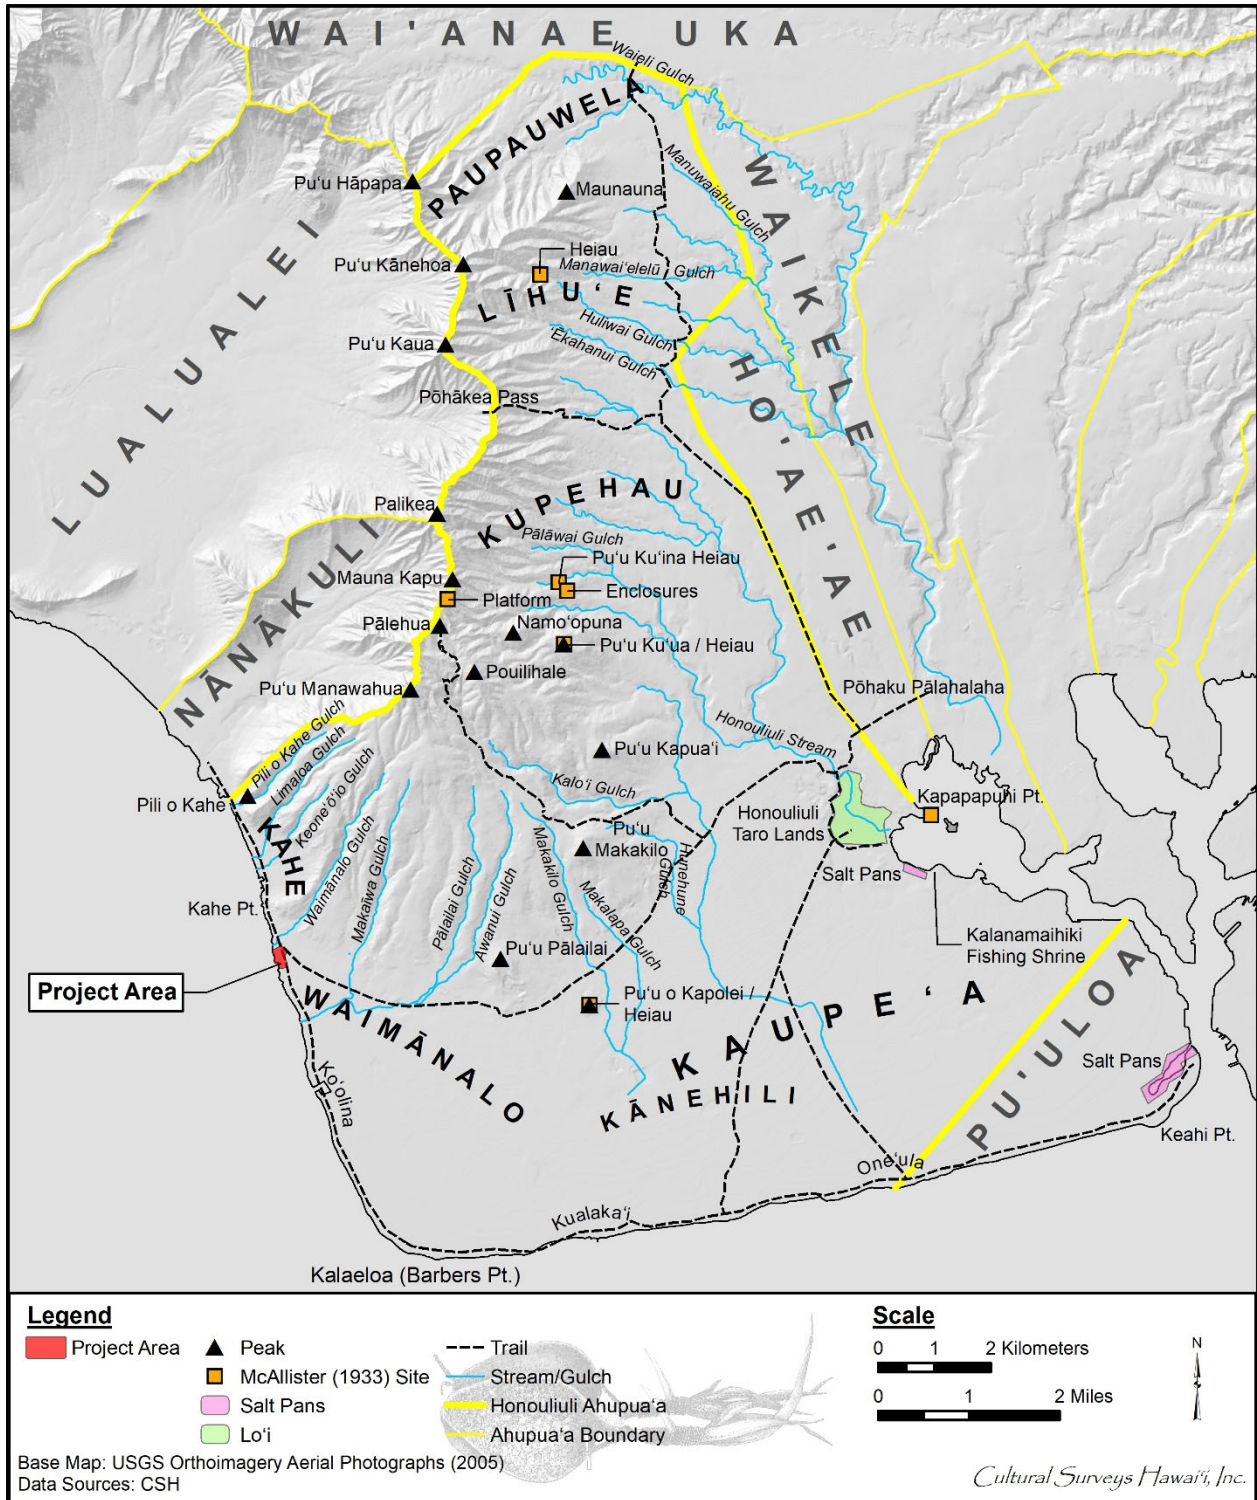 WAI'ANAE UKA
Waieli Gulch
PAUPAUWELA
Pu‘u Hāpapa
Maunauna
Manuwaiahu Gulch
WAIKELE
LUALUALEI
Heiau
Pu‘u Kānehoa
Manawai‘elelū Gulch
LĪHU‘E
Huliwai Gulch
Pu‘u Kaua
‘Ēkahanui Gulch
HO'AE'AE
Pōhākea Pass
KUPEHAU
Palikea
Pālāwai Gulch
NĀNĀKULI
Pu‘u Ku‘ina Heiau
Mauna Kapu
Enclosures
Platform
Namo‘opuna
Pālehua
Pu‘u Ku‘ua / Heiau
Pouilihale
Pu‘u Manawahua
Pōhaku Pālahalaha
Pili o Kahe Gulch
Honouliuli Stream
Limaloa Gulch
Pu‘u Kapua‘i
Keone‘ō‘io Gulch
Kalo‘i Gulch
Pili o Kahe
Kapapapuhi Pt.
Honouliuli
Taro Lands
KAHE
Pu‘u
Makakilo
Hunehune
Gulch
Waimānalo Gulch
Makaīwa Gulch
Pālailai Gulch
Awanui Gulch
Makakilo Gulch
Makalapa Gulch
Salt Pans
Kahe Pt.
Kalanamaihiki
Fishing Shrine
Pu‘u Pālailai
Project Area
Pu‘u o Kapolei /
Heiau
WAIMĀNALO
KAUPE‘A
PU'ULOA
KĀNEHILI
Salt Pans
Ko‘olina
Keahi Pt.
One‘ula
Kualaka‘i
Kalaeloa (Barbers Pt.)
Legend
Project Area
Peak
McAllister (1933) Site
Salt Pans
Lo‘i
Trail
Stream/Gulch
Honouliuli Ahupua‘a
Ahupua‘a Boundary
Scale
0 1 2 Kilometers
0 1 2 Miles
N
Base Map: USGS Orthoimagery Aerial Photographs (2005)
Data Sources: CSH
Cultural Surveys Hawai‘i, Inc.